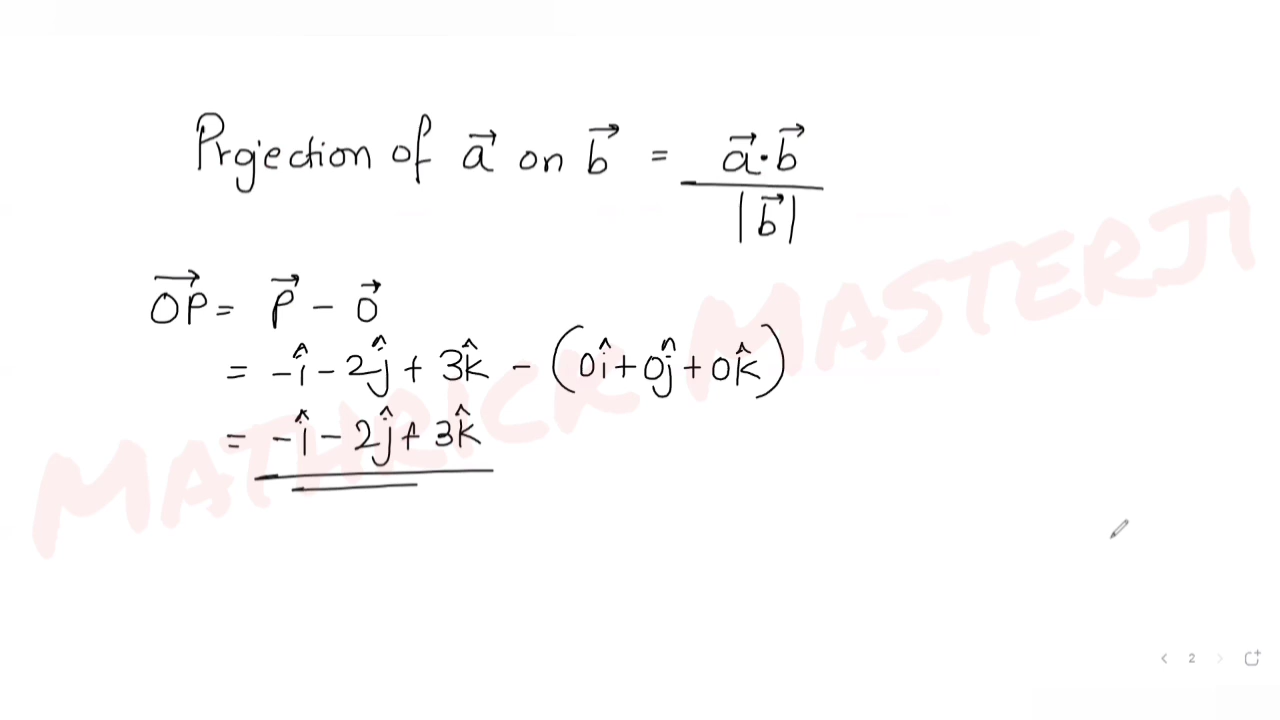 Projection of a⃗ on b⃗ = a⃗·b⃗ / |b⃗|
OP⃗ = P⃗ − O⃗
= −î − 2ĵ + 3k̂ − (0î + 0ĵ + 0k̂)
= −î − 2ĵ + 3k̂
MATHRICK MASTERJI
< 2 >